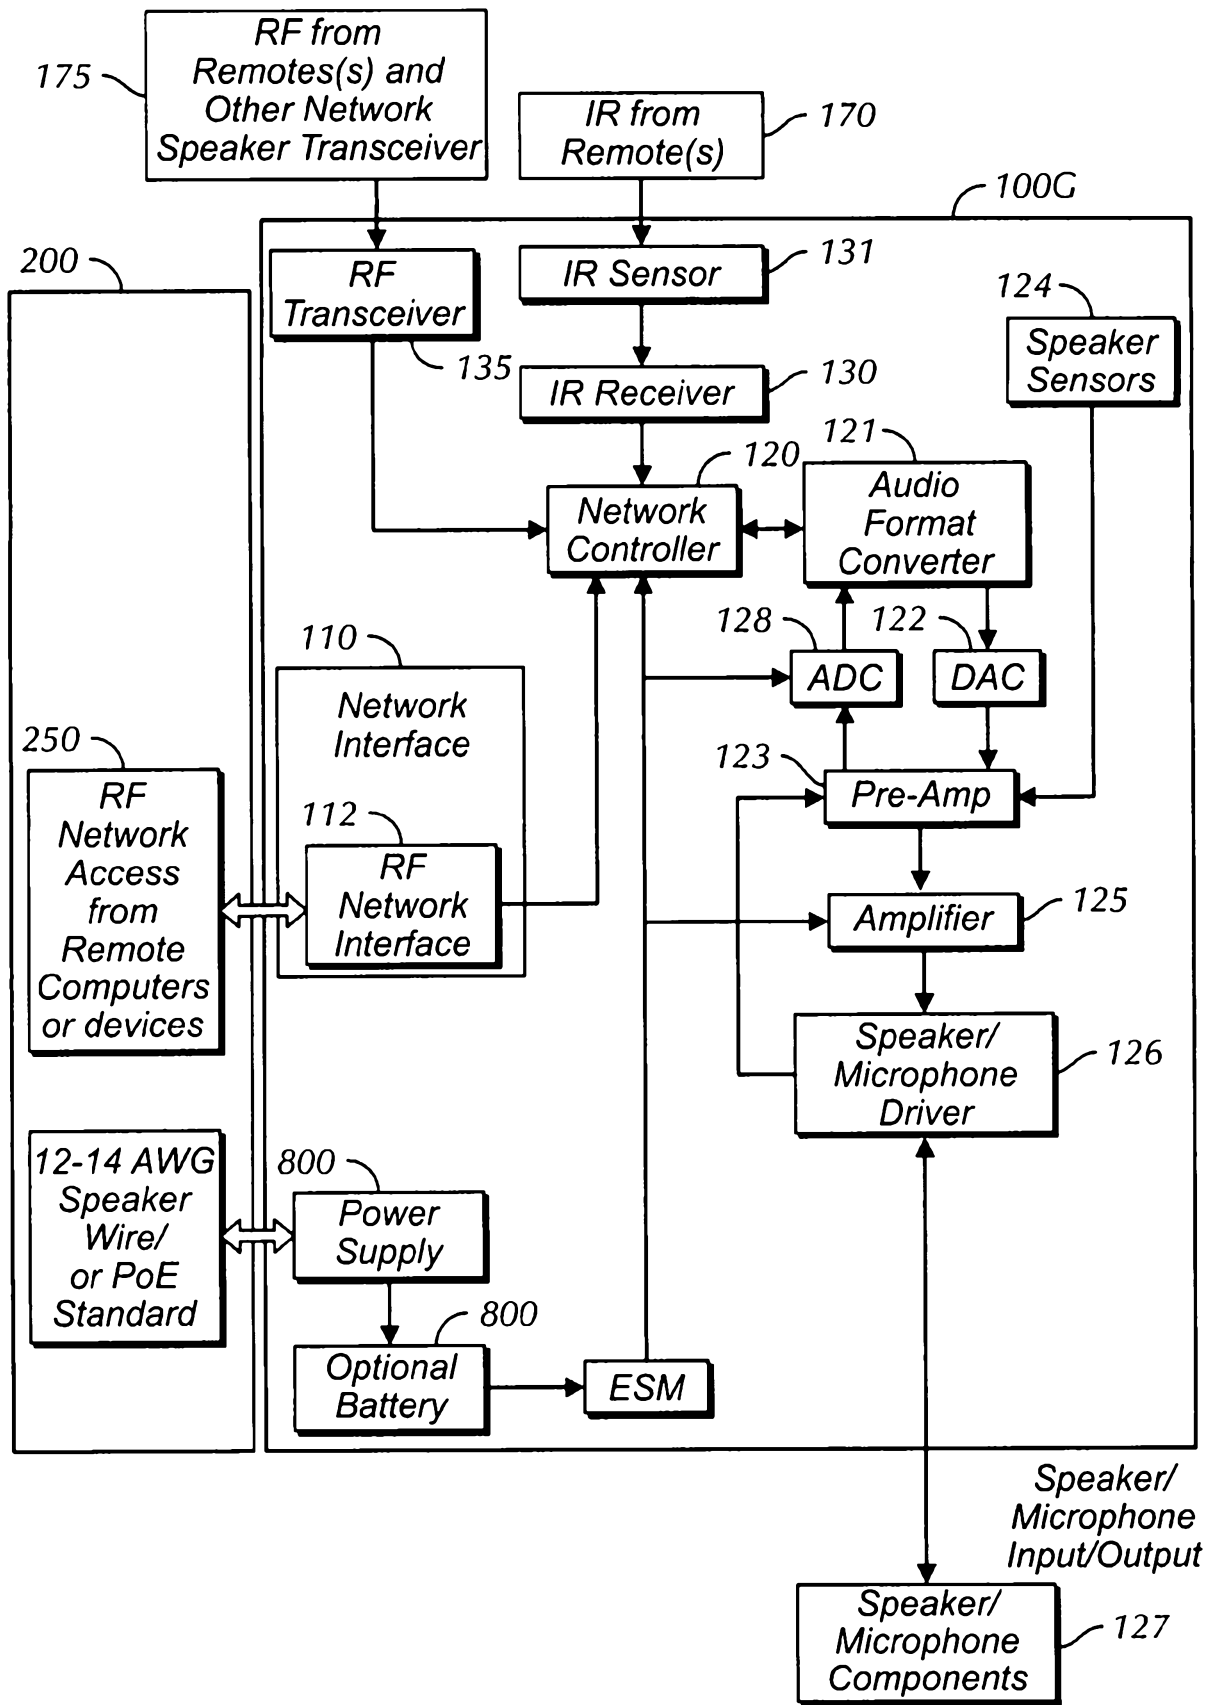 RF from
Remotes(s) and
Other Network
Speaker Transceiver
175
IR from
Remote(s)
170
100G
200
RF
Transceiver
135
IR Sensor
131
124
Speaker
Sensors
IR Receiver
130
120
Network
Controller
121
Audio
Format
Converter
128
ADC
122
DAC
110
Network
Interface
112
RF
Network
Interface
250
RF
Network
Access
from
Remote
Computers
or devices
123
Pre-Amp
Amplifier
125
Speaker/
Microphone
Driver
126
12-14 AWG
Speaker
Wire/
or PoE
Standard
800
Power
Supply
800
Optional
Battery
ESM
Speaker/
Microphone
Input/Output
Speaker/
Microphone
Components
127